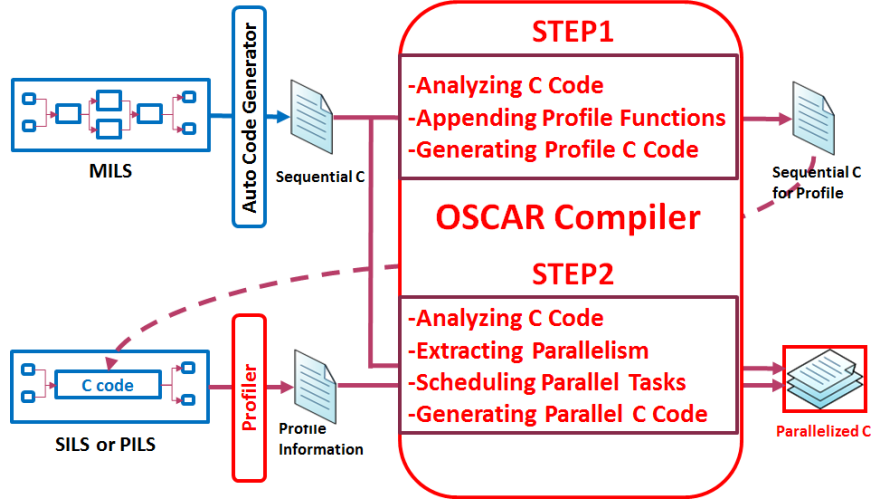 STEP1
-Analyzing C Code
-Appending Profile Functions
-Generating Profile C Code
Auto Code Generator
MILS
Sequential C
Sequential C
for Profile
OSCAR Compiler
STEP2
-Analyzing C Code
-Extracting Parallelism
-Scheduling Parallel Tasks
-Generating Parallel C Code
C code
Profiler
SILS or PILS
Profile
Information
Parallelized C